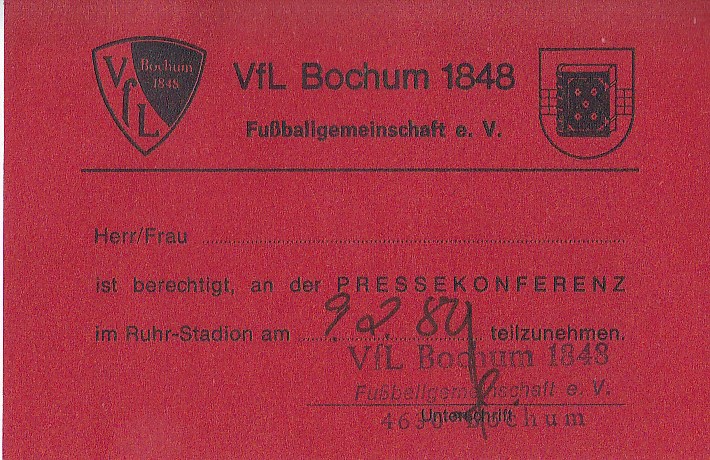 VfL
Bochum
1848
VfL Bochum 1848
Fußballgemeinschaft e. V.
Herr/Frau
ist berechtigt, an der PRESSEKONFERENZ
im Ruhr-Stadion am 9.2.84 teilzunehmen.
VfL Bochum 1848
Fußballgemeinschaft e. V.
Unterschrift
4630 Bochum